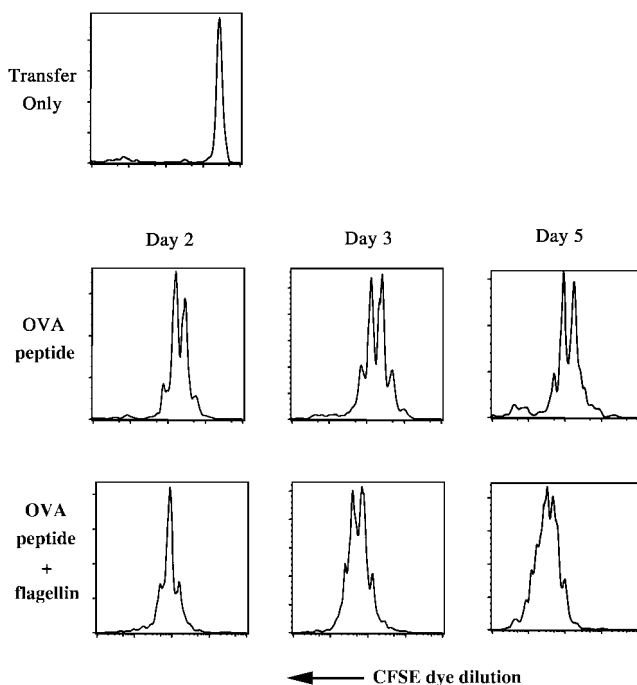 Transfer
Only
Day 2
Day 3
Day 5
OVA
peptide
OVA
peptide
+
flagellin
CFSE dye dilution